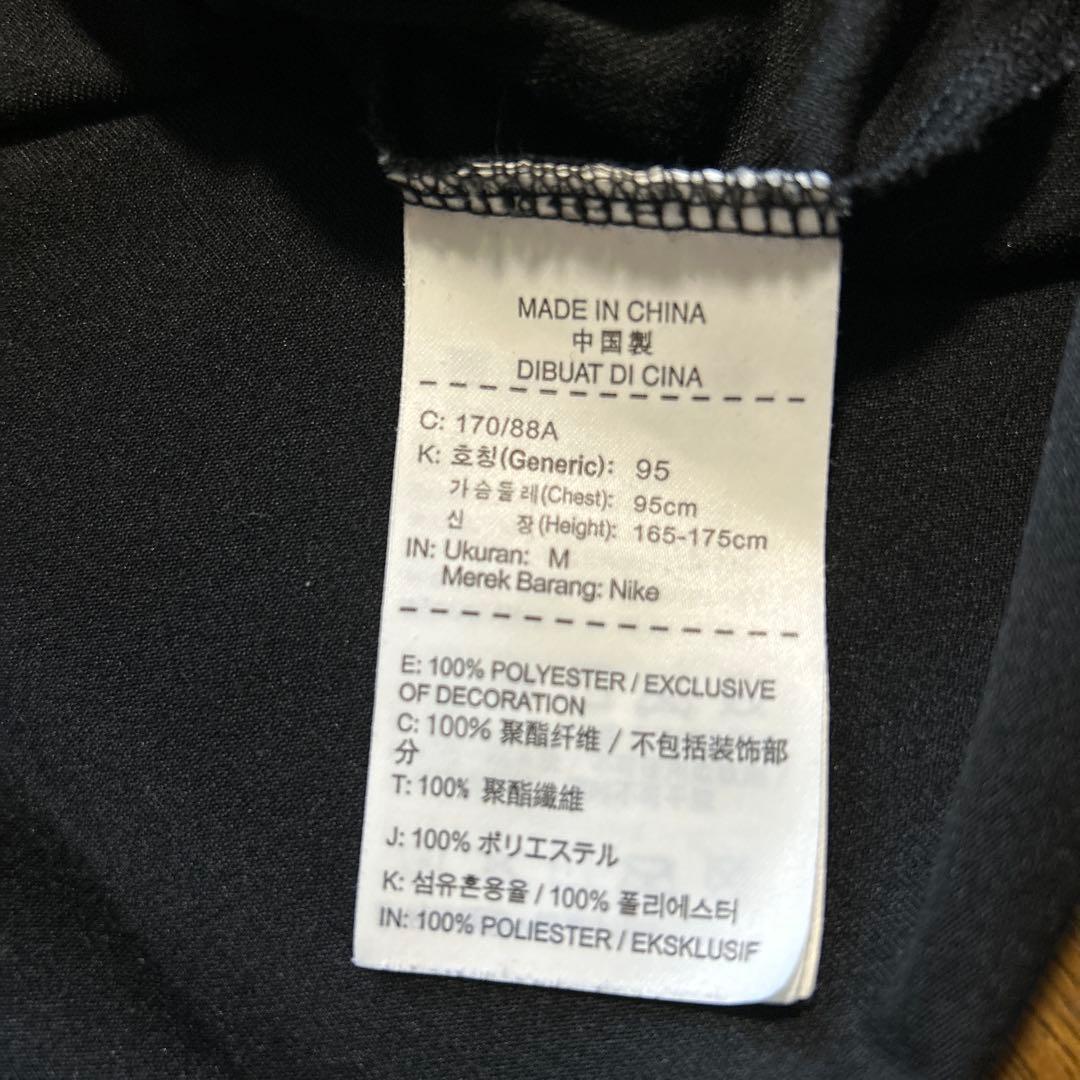 MADE IN CHINA
中国製
DIBUAT DI CINA
C: 170/88A
K: 호칭(Generic): 95
가슴둘레(Chest): 95cm
신 장(Height): 165-175cm
IN: Ukuran: M
Merek Barang: Nike
E: 100% POLYESTER / EXCLUSIVE
OF DECORATION
C: 100% 聚酯纤维 / 不包括装饰部
分
T: 100% 聚酯纖維
J: 100% ポリエステル
K: 섬유혼용율 / 100% 폴리에스터
IN: 100% POLIESTER / EKSKLUSIF